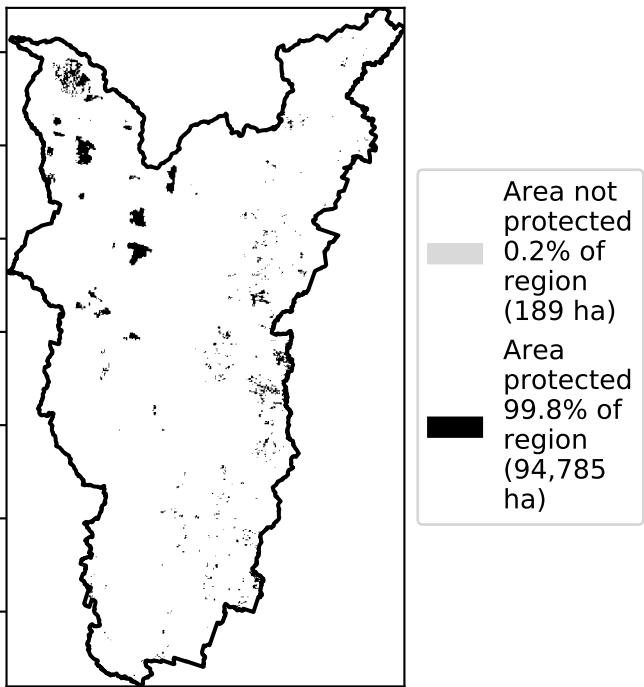 Area not
protected
0.2% of
region
(189 ha)
Area
protected
99.8% of
region
(94,785
ha)